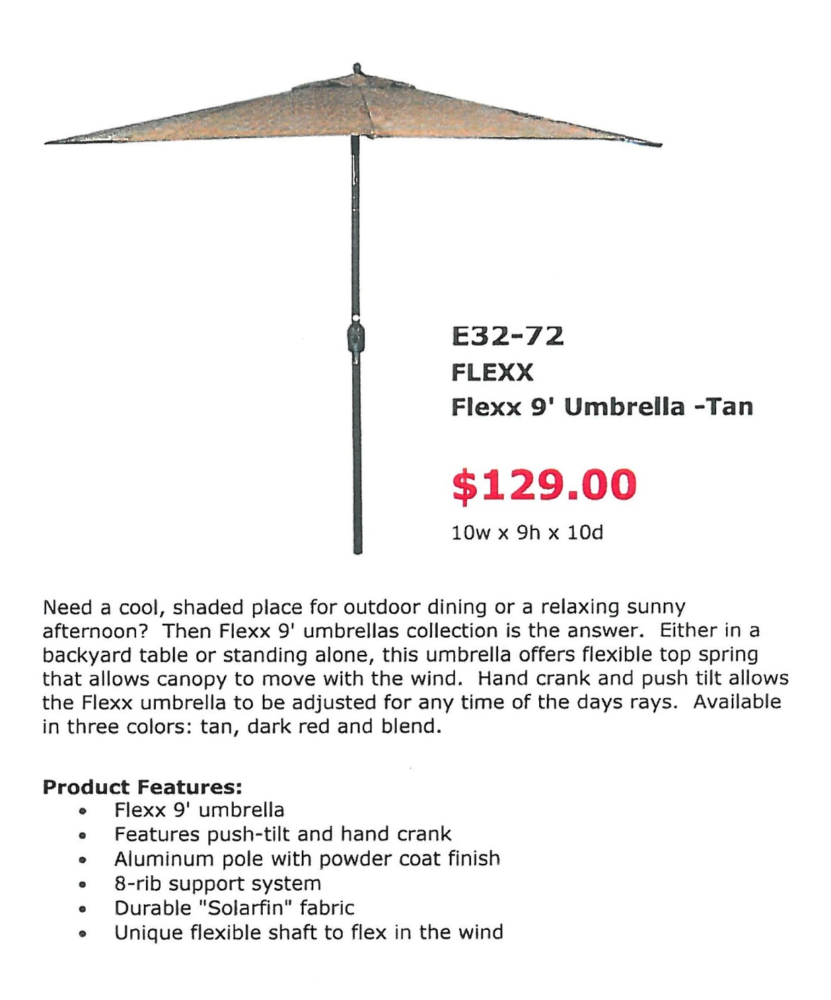 E32-72
FLEXX
Flexx 9' Umbrella -Tan
$129.00
10w x 9h x 10d
Need a cool, shaded place for outdoor dining or a relaxing sunny
afternoon?  Then Flexx 9' umbrellas collection is the answer.  Either in a
backyard table or standing alone, this umbrella offers flexible top spring
that allows canopy to move with the wind.  Hand crank and push tilt allows
the Flexx umbrella to be adjusted for any time of the days rays.  Available
in three colors: tan, dark red and blend.
Product Features:
• Flexx 9' umbrella
• Features push-tilt and hand crank
• Aluminum pole with powder coat finish
• 8-rib support system
• Durable "Solarfin" fabric
• Unique flexible shaft to flex in the wind